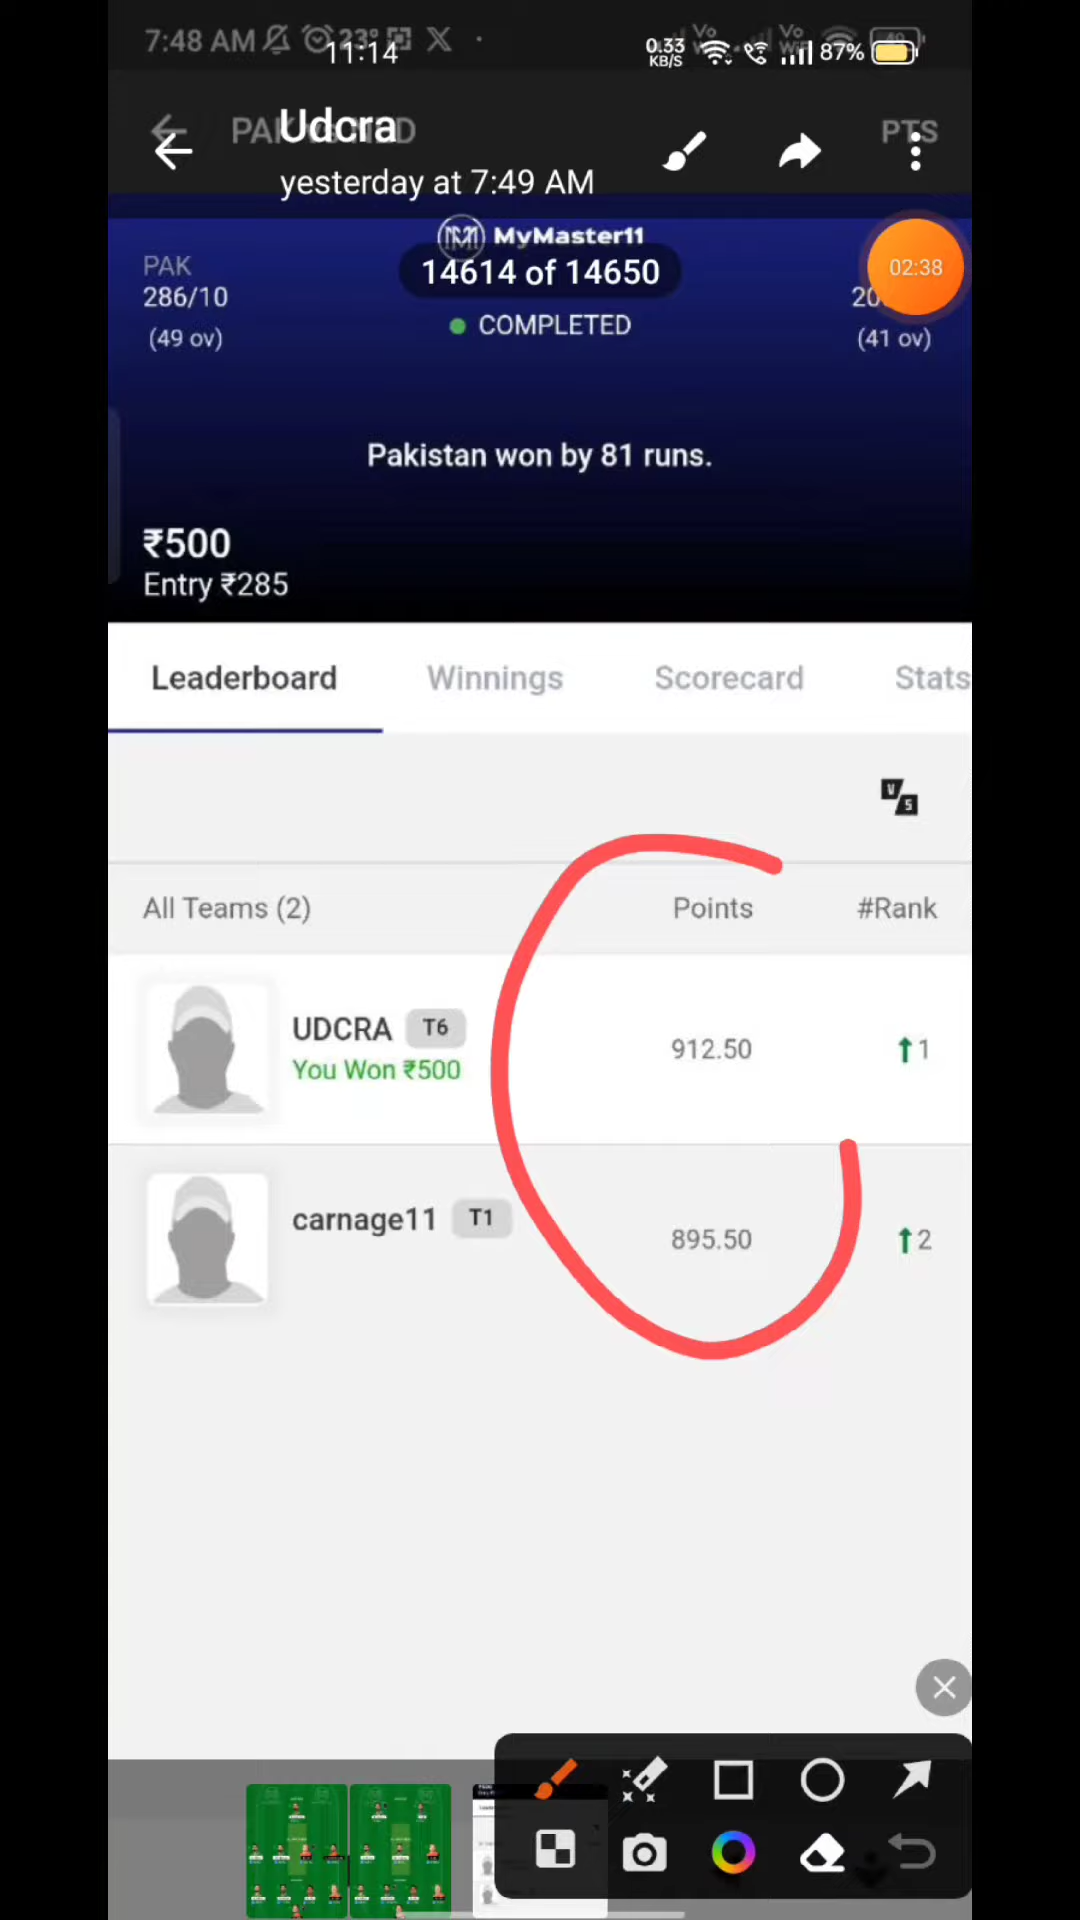 7:48 AM 23° X
11:14
0.33 KB/S
87%
PAK
Udcra
PTS
yesterday at 7:49 AM
MyMaster11
14614 of 14650
02:38
PAK
286/10
(49 ov)
COMPLETED
(41 ov)
Pakistan won by 81 runs.
₹500
Entry ₹285
Leaderboard Winnings Scorecard Stats
V/S
All Teams (2) Points #Rank
UDCRA T6
You Won ₹500
912.50 1
carnage11 T1
895.50 2